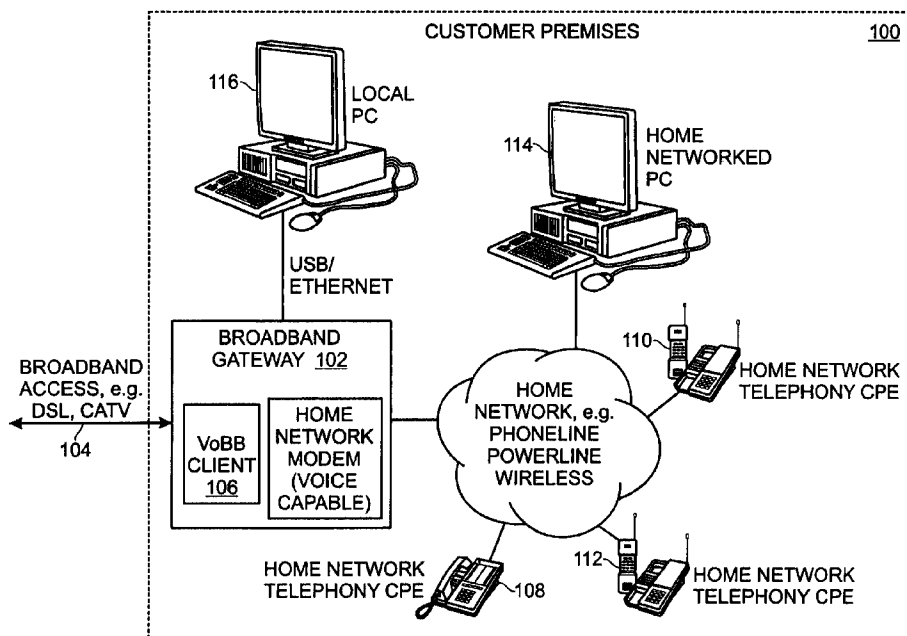 CUSTOMER PREMISES
100
116
LOCAL
PC
114
HOME
NETWORKED
PC
USB/
ETHERNET
BROADBAND
GATEWAY 102
BROADBAND
ACCESS, e.g.
DSL, CATV
104
VoBB
CLIENT
106
HOME
NETWORK
MODEM
(VOICE
CAPABLE)
HOME
NETWORK, e.g.
PHONELINE
POWERLINE
WIRELESS
110
HOME NETWORK
TELEPHONY CPE
HOME NETWORK
TELEPHONY CPE
108
112
HOME NETWORK
TELEPHONY CPE